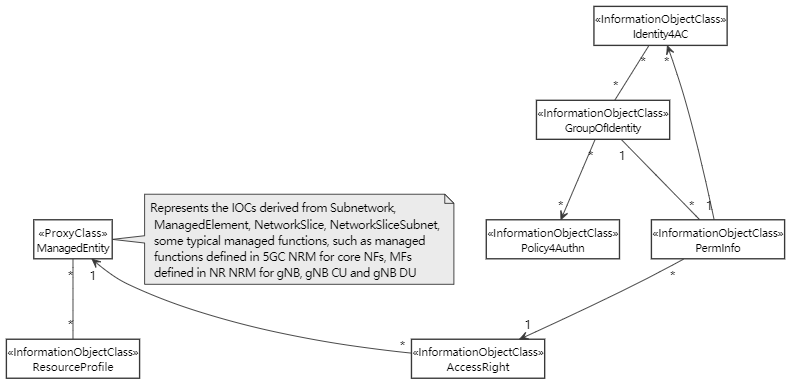 «InformationObjectClass»
Identity4AC
*
*
*
«InformationObjectClass»
GroupOfIdentity
*
1
Represents the IOCs derived from Subnetwork,
ManagedElement, NetworkSlice, NetworkSliceSubnet,
some typical managed functions, such as managed
functions defined in 5GC NRM for core NFs, MFs
defined in NR NRM for gNB, gNB CU and gNB DU
*
*
1
«ProxyClass»
ManagedEntity
«InformationObjectClass»
Policy4Authn
«InformationObjectClass»
PermInfo
*
1
*
*
1
*
«InformationObjectClass»
ResourceProfile
«InformationObjectClass»
AccessRight